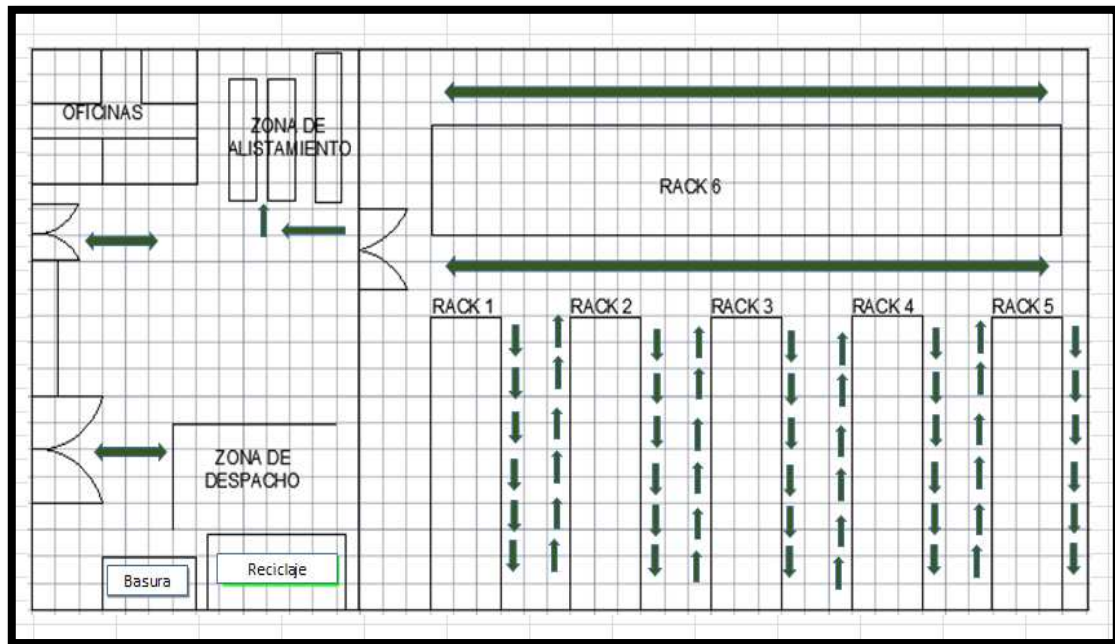 OFICINAS
ZONA DE
ALISTAMIENTO
RACK 6
RACK 1
RACK 2
RACK 3
RACK 4
RACK 5
ZONA DE
DESPACHO
Basura
Reciclaje